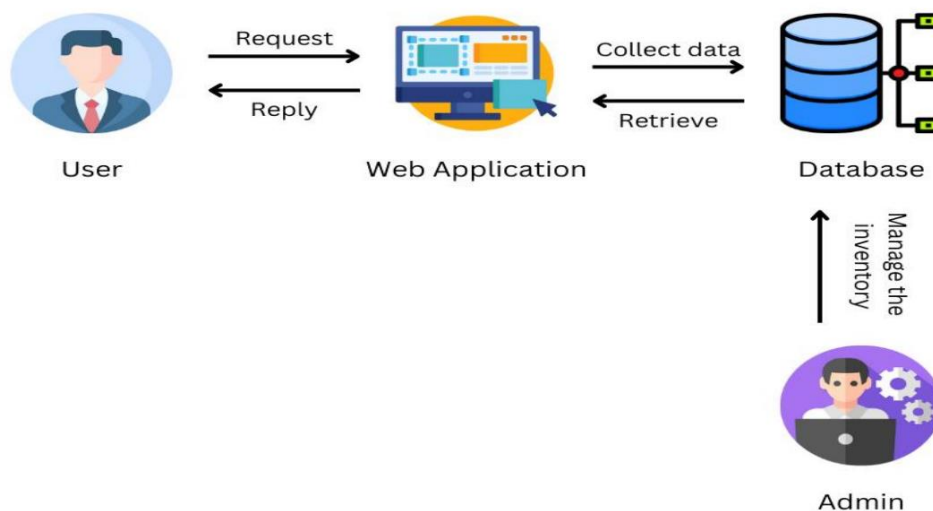 Request
Reply
Collect data
Retrieve
User
Web Application
Database
Manage the
inventory
Admin